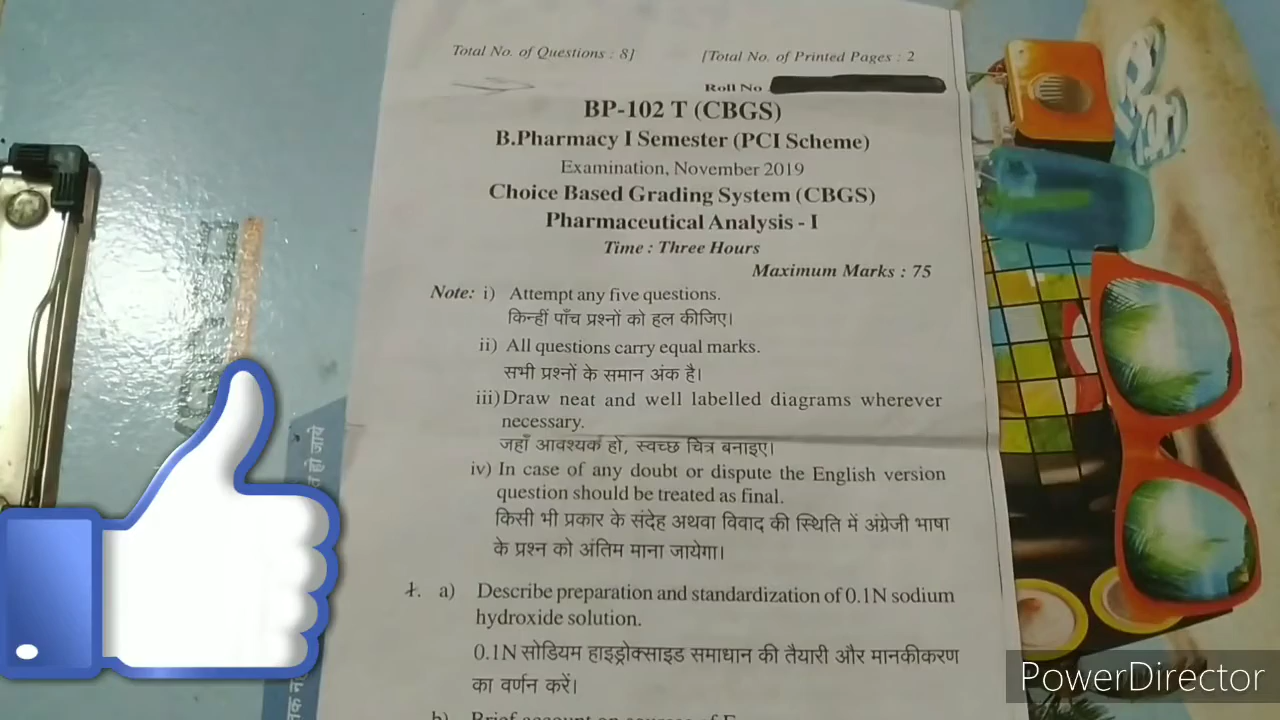 Total No. of Questions : 8]
[Total No. of Printed Pages : 2
Roll No
BP-102 T (CBGS)
B.Pharmacy I Semester (PCI Scheme)
Examination, November 2019
Choice Based Grading System (CBGS)
Pharmaceutical Analysis - I
Time : Three Hours
Maximum Marks : 75
Note: i) Attempt any five questions.
किन्हीं पाँच प्रश्नों को हल कीजिए।
ii) All questions carry equal marks.
सभी प्रश्नों के समान अंक है।
iii) Draw neat and well labelled diagrams wherever
necessary.
जहाँ आवश्यक हो, स्वच्छ चित्र बनाइए।
iv) In case of any doubt or dispute the English version
question should be treated as final.
किसी भी प्रकार के संदेह अथवा विवाद की स्थिति में अंग्रेजी भाषा
के प्रश्न को अंतिम माना जायेगा।
1. a) Describe preparation and standardization of 0.1N sodium
hydroxide solution.
0.1N सोडियम हाइड्रोक्साइड समाधान की तैयारी और मानकीकरण
का वर्णन करें।
b) Brief account on sources of
हो जाये
PowerDirector